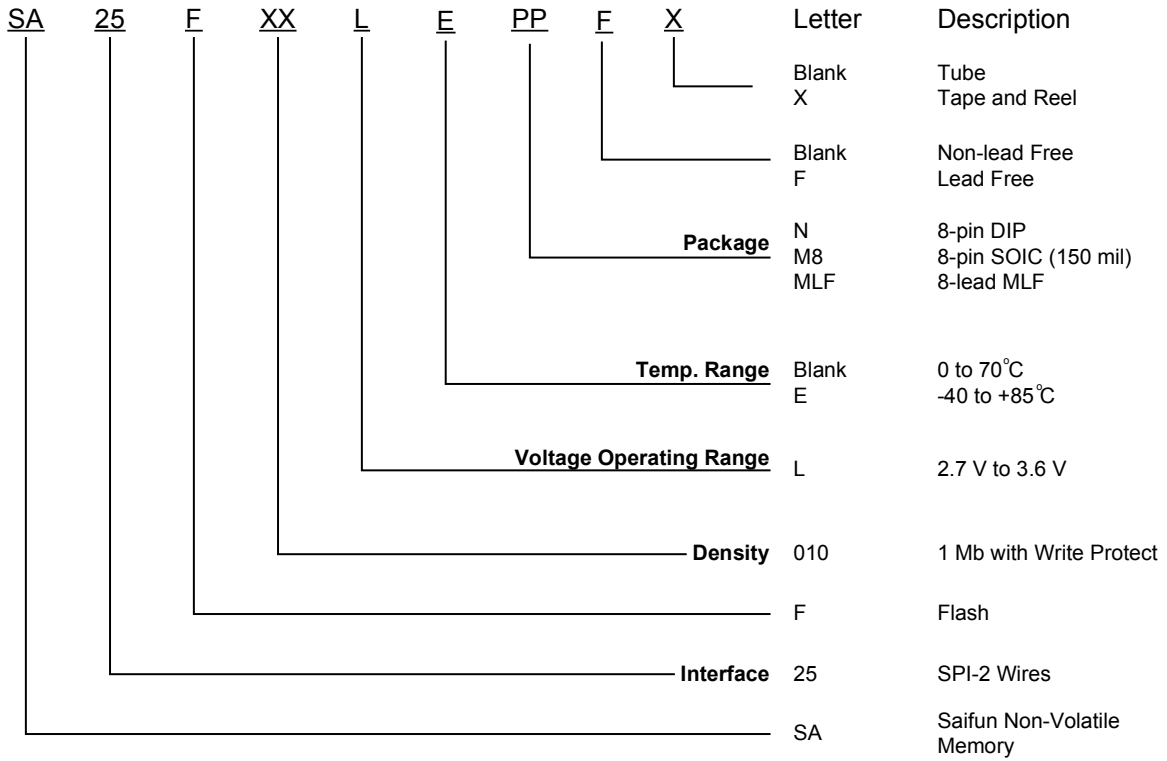 SA 25 F XX L E PP F X Letter Description
Blank Tube
X Tape and Reel
Blank Non-lead Free
F Lead Free
Package N 8-pin DIP
M8 8-pin SOIC (150 mil)
MLF 8-lead MLF
Temp. Range Blank 0 to 70°C
E -40 to +85°C
Voltage Operating Range L 2.7 V to 3.6 V
Density 010 1 Mb with Write Protect
F Flash
Interface 25 SPI-2 Wires
SA Saifun Non-Volatile
Memory